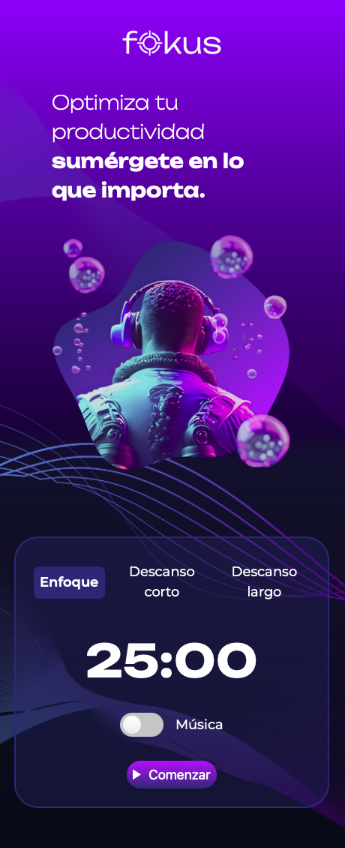 fokus
Optimiza tu
productividad
sumérgete en lo
que importa.
Enfoque
Descanso
corto
Descanso
largo
25:00
Música
Comenzar